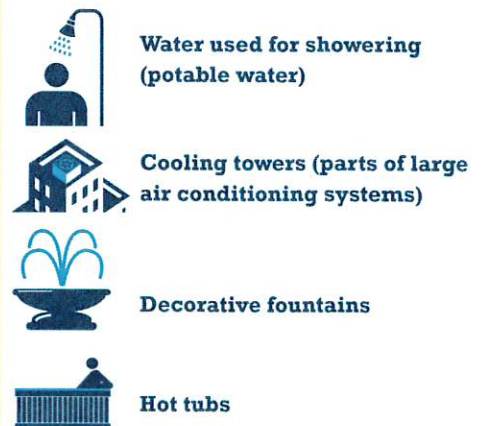 Water used for showering
(potable water)
Cooling towers (parts of large
air conditioning systems)
Decorative fountains
Hot tubs